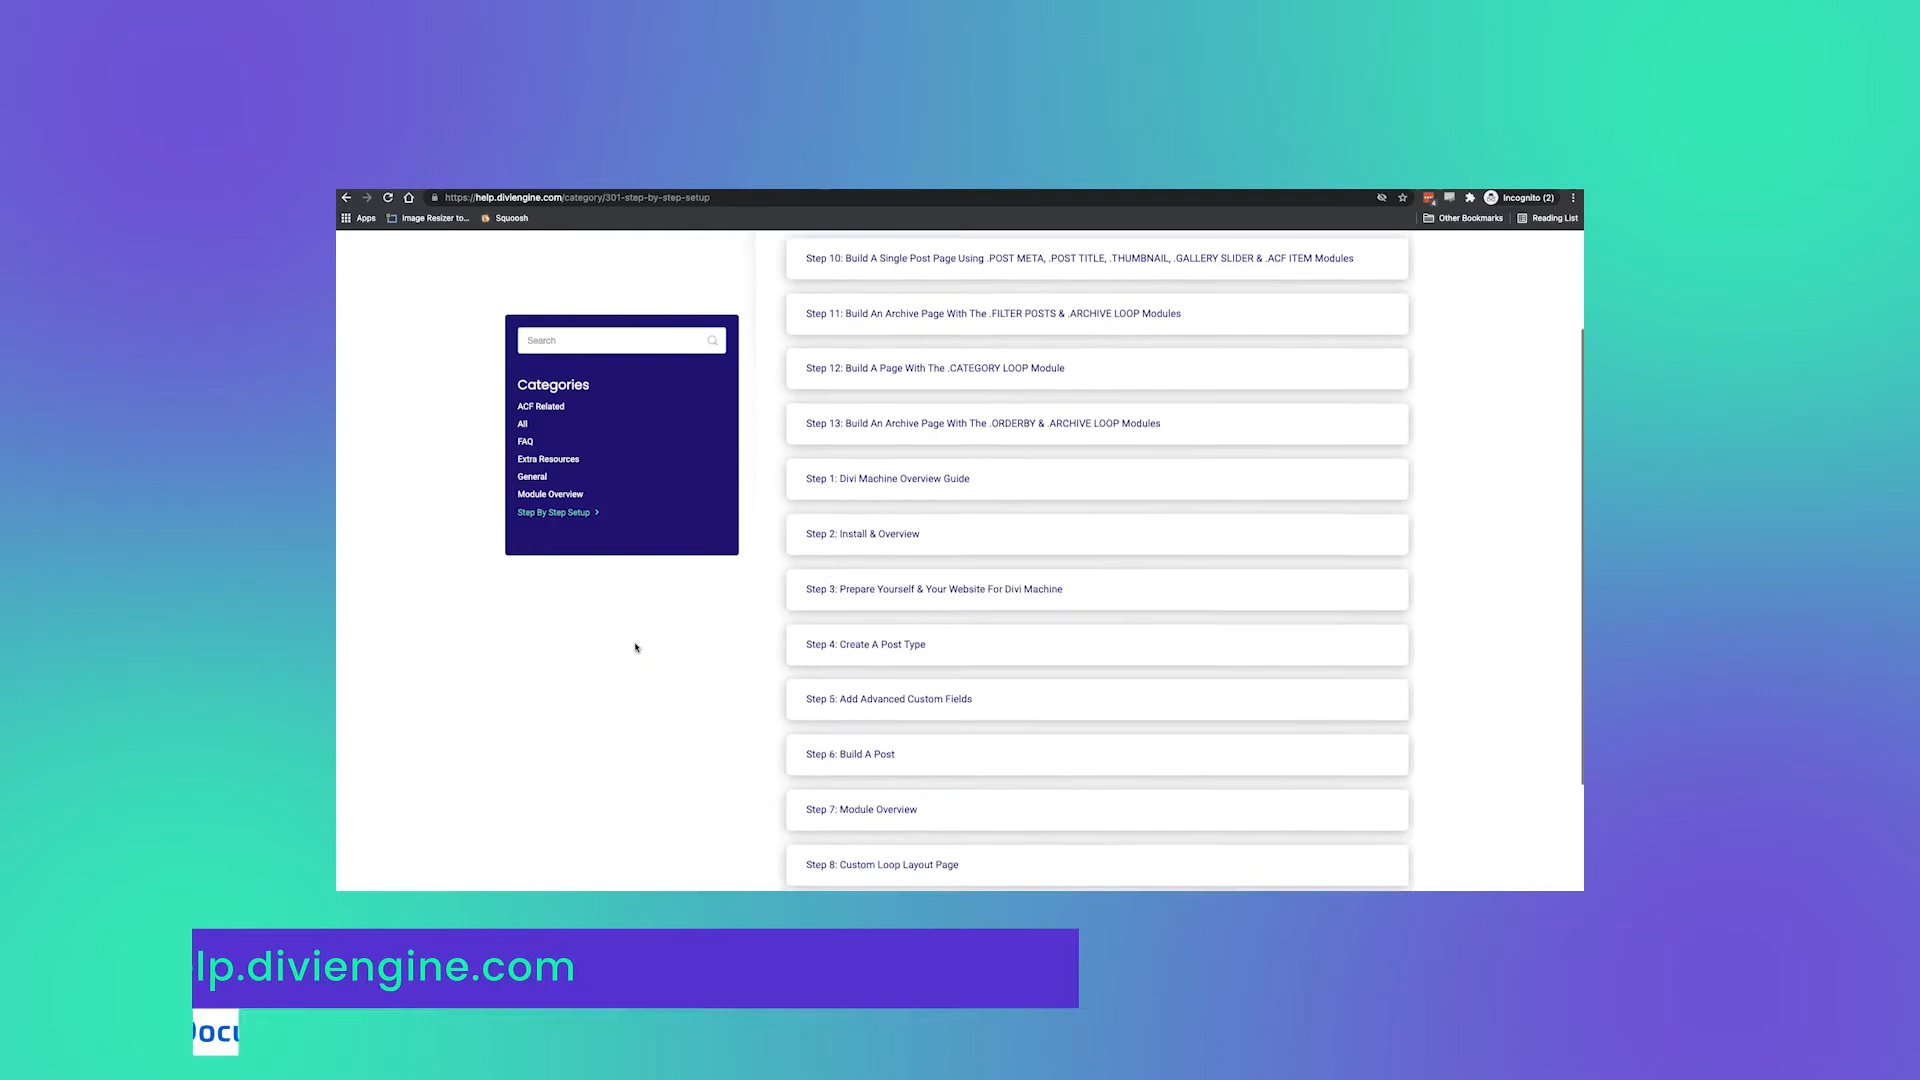 https://help.diviengine.com/category/301-step-by-step-setup
Incognito (2)
Apps
Image Resizer to...
Squoosh
Other Bookmarks
Reading List
Search
Categories
ACF Related
All
FAQ
Extra Resources
General
Module Overview
Step By Step Setup
Step 10: Build A Single Post Page Using .POST META, .POST TITLE, .THUMBNAIL, .GALLERY SLIDER & .ACF ITEM Modules
Step 11: Build An Archive Page With The .FILTER POSTS & .ARCHIVE LOOP Modules
Step 12: Build A Page With The .CATEGORY LOOP Module
Step 13: Build An Archive Page With The .ORDERBY & .ARCHIVE LOOP Modules
Step 1: Divi Machine Overview Guide
Step 2: Install & Overview
Step 3: Prepare Yourself & Your Website For Divi Machine
Step 4: Create A Post Type
Step 5: Add Advanced Custom Fields
Step 6: Build A Post
Step 7: Module Overview
Step 8: Custom Loop Layout Page
lp.diviengine.com